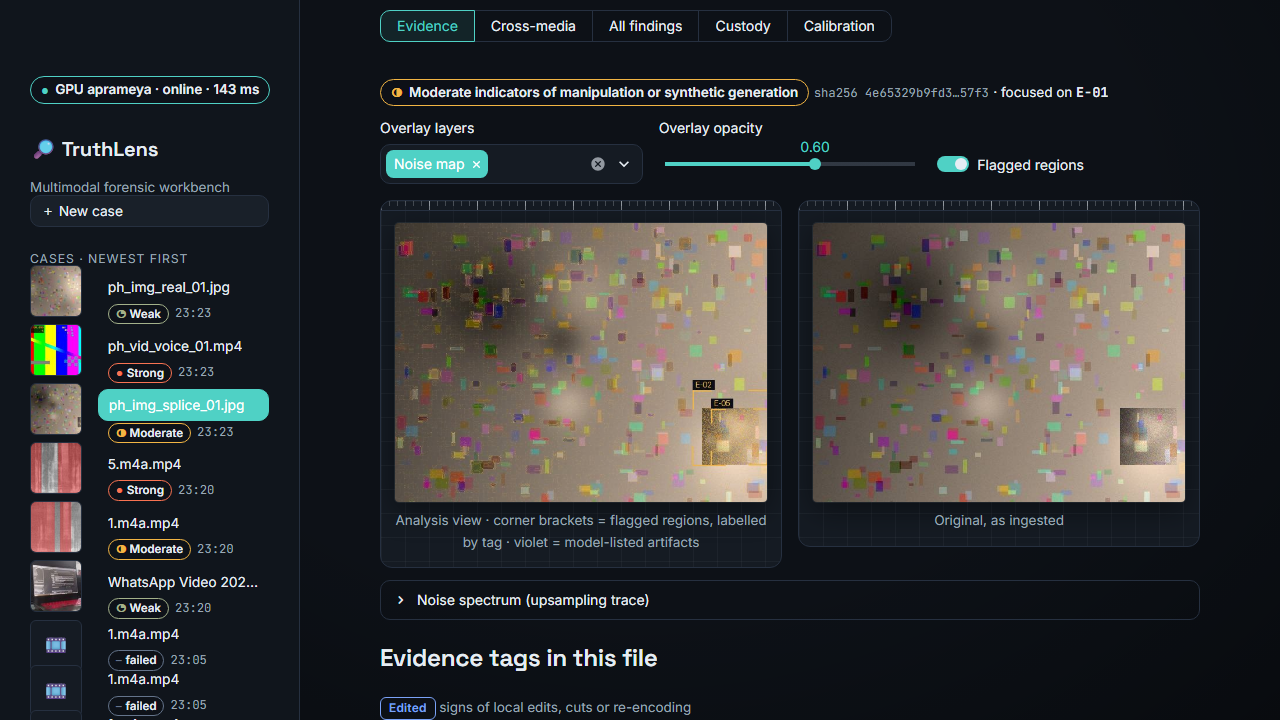 Evidence
Cross-media
All findings
Custody
Calibration
GPU aprameya · online · 143 ms
TruthLens
Multimodal forensic workbench
+ New case
CASES · NEWEST FIRST
ph_img_real_01.jpg
Weak 23:23
ph_vid_voice_01.mp4
Strong 23:23
ph_img_splice_01.jpg
Moderate 23:23
5.m4a.mp4
Strong 23:20
1.m4a.mp4
Moderate 23:20
WhatsApp Video 202…
Weak 23:20
1.m4a.mp4
– failed 23:05
1.m4a.mp4
– failed 23:05
Moderate indicators of manipulation or synthetic generation sha256 4e65329b9fd3…57f3 · focused on E-01
Overlay layers
Noise map ×
Overlay opacity
0.60
Flagged regions
E-02
E-05
Analysis view · corner brackets = flagged regions, labelled
by tag · violet = model-listed artifacts
Original, as ingested
Noise spectrum (upsampling trace)
Evidence tags in this file
Edited signs of local edits, cuts or re-encoding